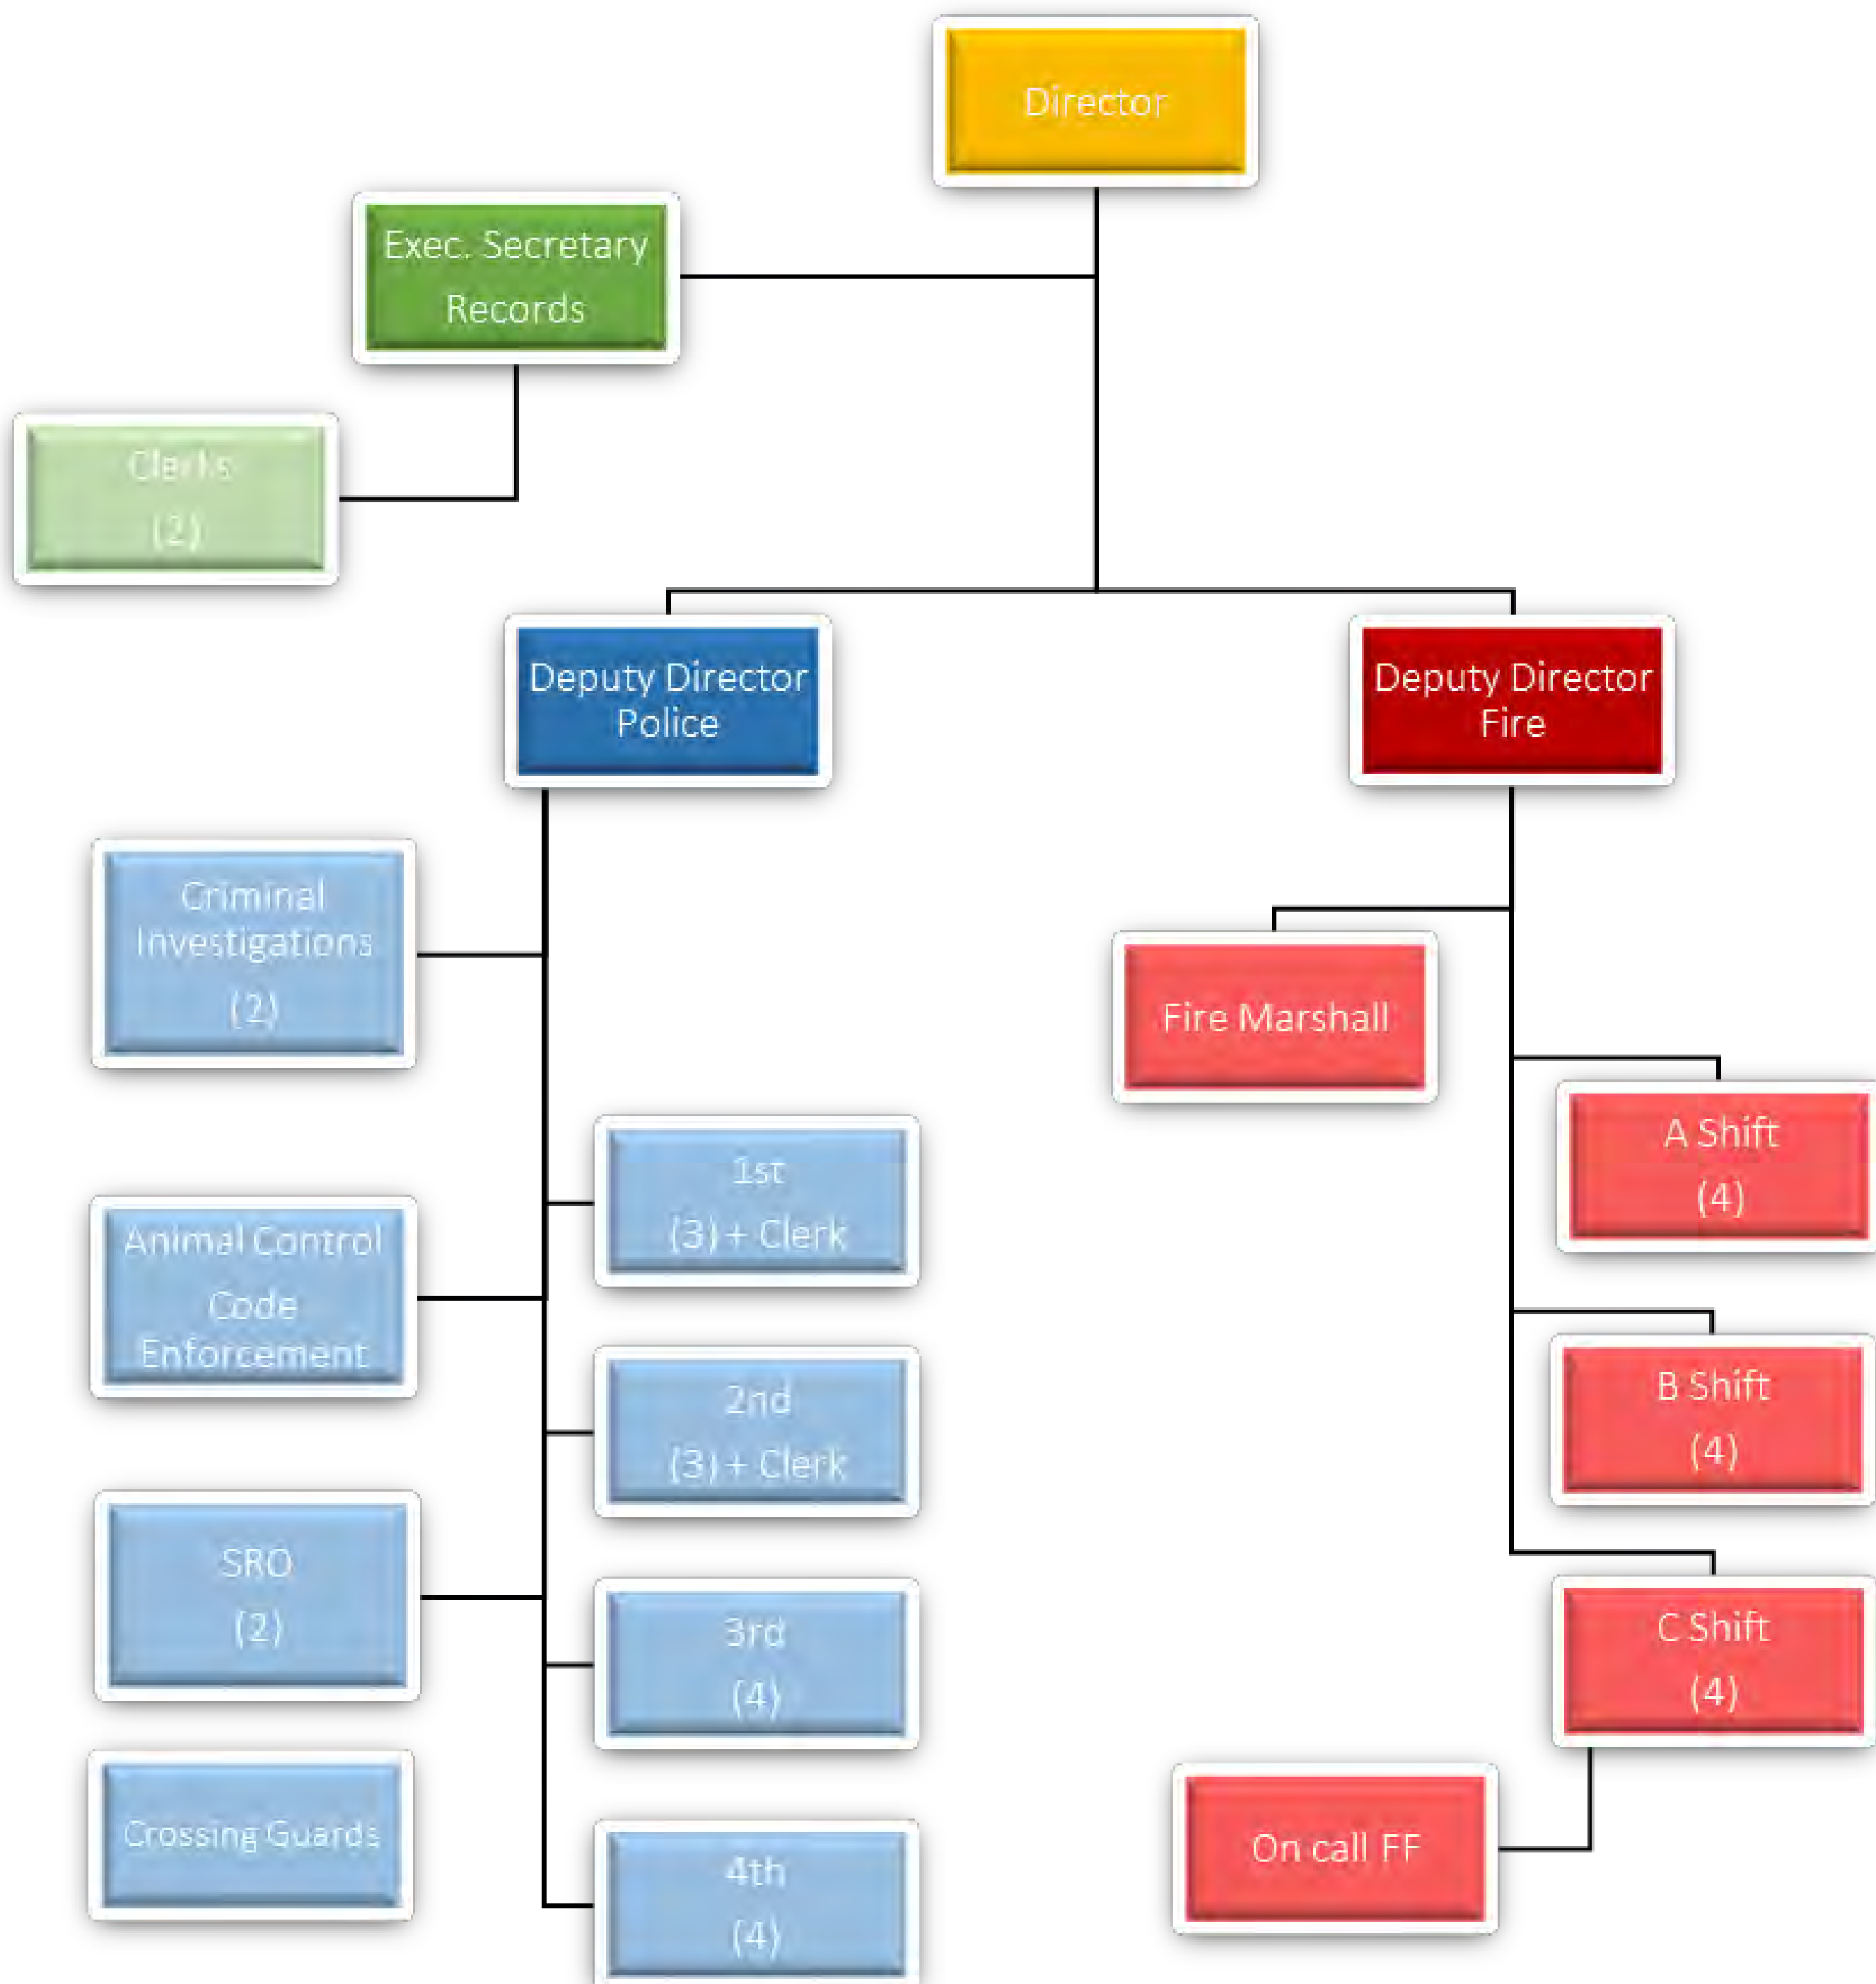 Director
Exec. Secretary
Records
Clerks
(2)
Deputy Director
Police
Deputy Director
Fire
Criminal
Investigations
(2)
Animal Control
Code
Enforcement
SRO
(2)
Crossing Guards
1st
(3) + Clerk
2nd
(3) + Clerk
3rd
(4)
4th
(4)
Fire Marshall
A Shift
(4)
B Shift
(4)
C Shift
(4)
On call FF